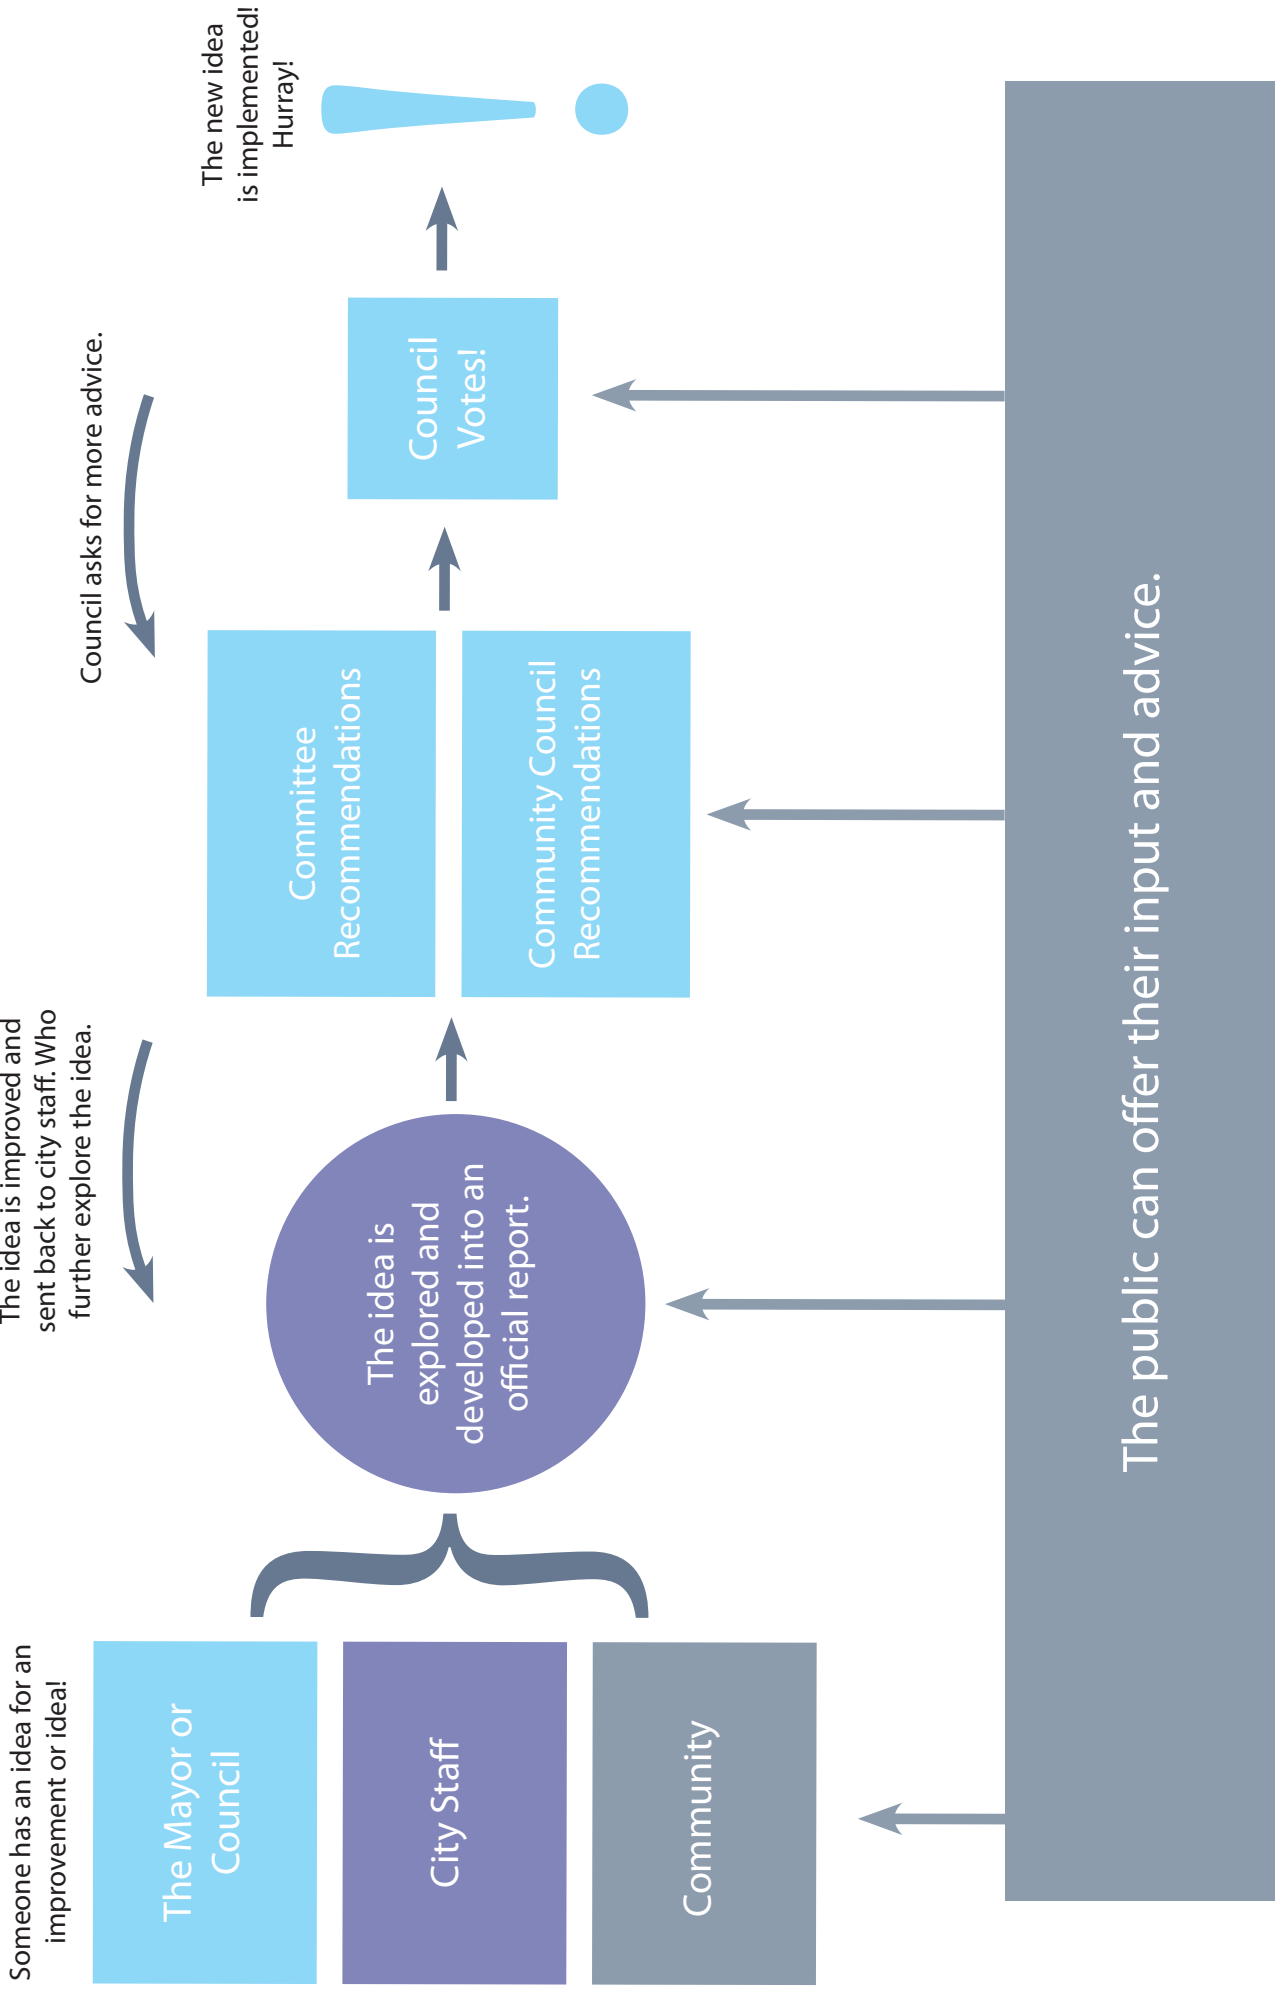 Someone has an idea for an
improvement or idea!
The Mayor or
Council
City Staff
Community
The idea is improved and
sent back to city staff. Who
further explore the idea.
The idea is
explored and
developed into an
official report.
Council asks for more advice.
Committee
Recommendations
Community Council
Recommendations
Council
Votes!
The new idea
is implemented!
Hurray!
The public can offer their input and advice.